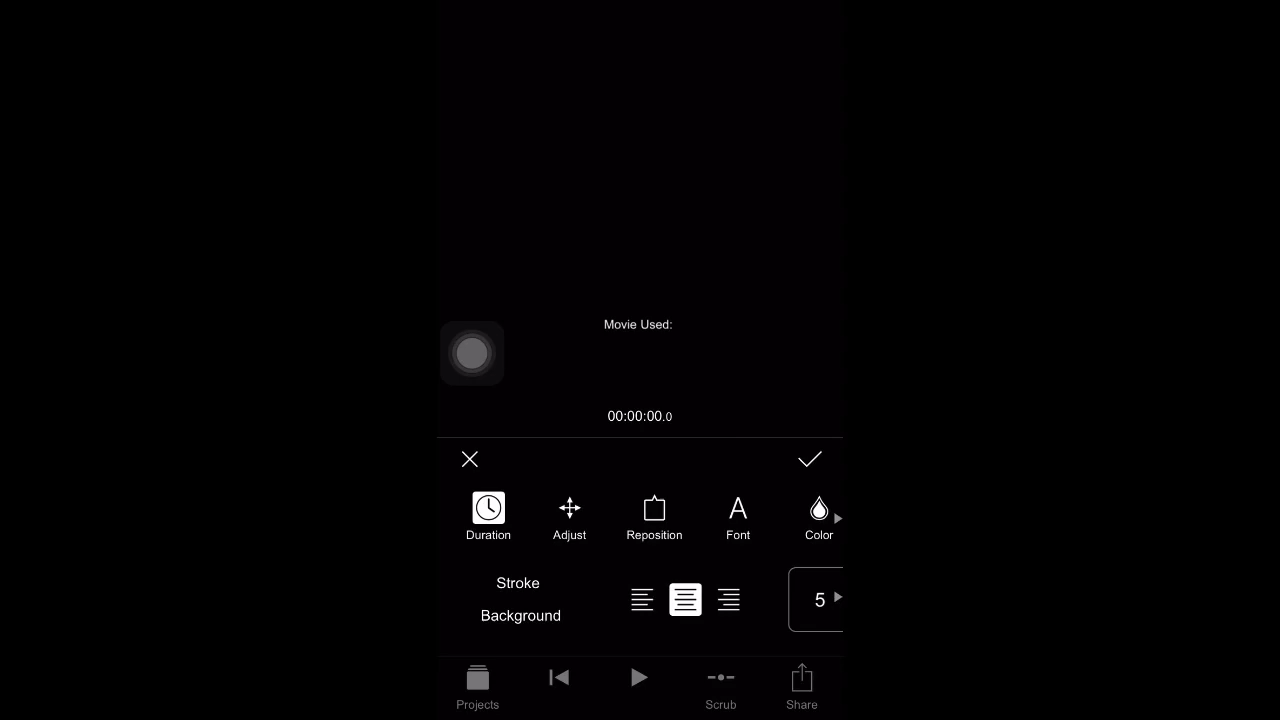 Movie Used:
00:00:00.0
Duration
Adjust
Reposition
Font
Color
Stroke
Background
5
Projects
Scrub
Share